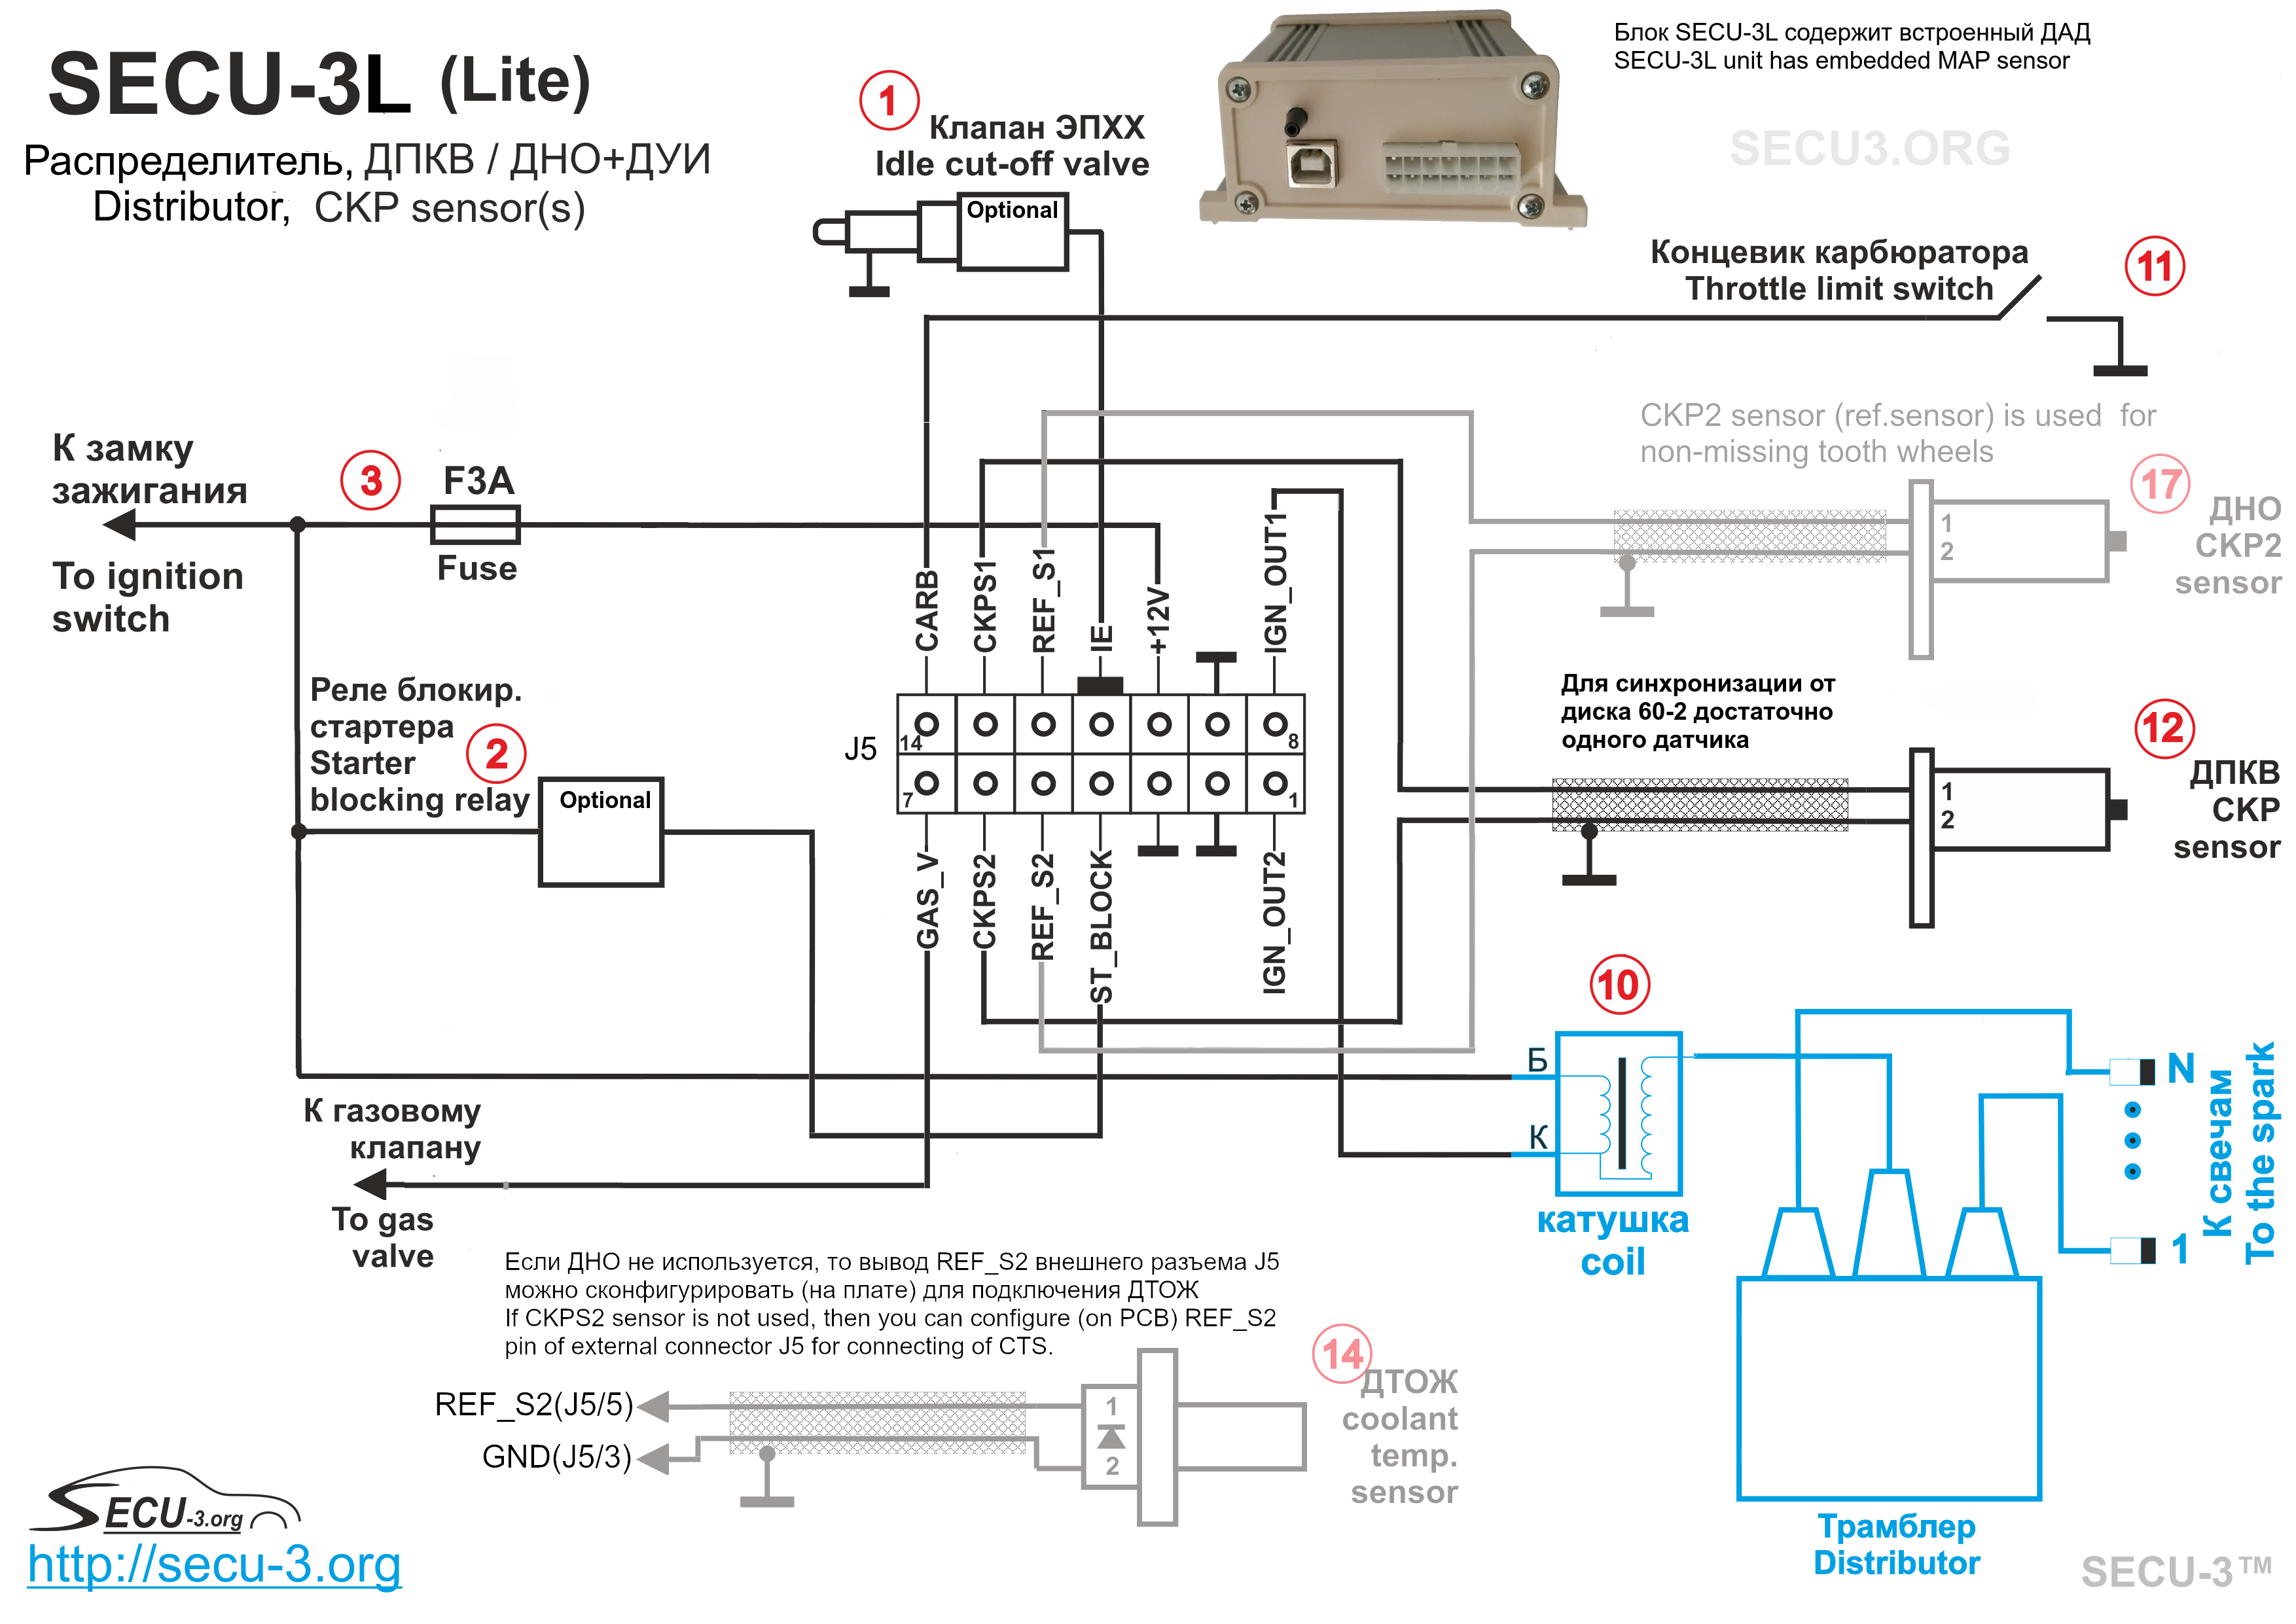 SECU-3L (Lite)
Распределитель, ДПКВ / ДНО+ДУИ
Distributor, CKP sensor(s)
1
Клапан ЭПХХ
Idle cut-off valve
Optional
Блок SECU-3L содержит встроенный ДАД
SECU-3L unit has embedded MAP sensor
SECU3.ORG
Концевик карбюратора
Throttle limit switch
11
К замку
зажигания
To ignition
switch
3
F3A
Fuse
CKP2 sensor (ref.sensor) is used for
non-missing tooth wheels
17
ДНО
CKP2
sensor
1
2
CARB
CKPS1
REF_S1
IE
+12V
IGN_OUT1
J5
14
8
7
1
GAS_V
CKPS2
REF_S2
ST_BLOCK
IGN_OUT2
Реле блокир.
стартера
Starter
blocking relay
2
Optional
Для синхронизации от
диска 60-2 достаточно
одного датчика
12
ДПКВ
CKP
sensor
1
2
10
Б
К
катушка
coil
N
1
К свечам
To the spark
Трамблер
Distributor
К газовому
клапану
To gas
valve
Если ДНО не используется, то вывод REF_S2 внешнего разъема J5
можно сконфигурировать (на плате) для подключения ДТОЖ
If CKPS2 sensor is not used, then you can configure (on PCB) REF_S2
pin of external connector J5 for connecting of CTS.
14
ДТОЖ
coolant
temp.
sensor
REF_S2(J5/5)
GND(J5/3)
1
2
SECU-3.org
http://secu-3.org
SECU-3™